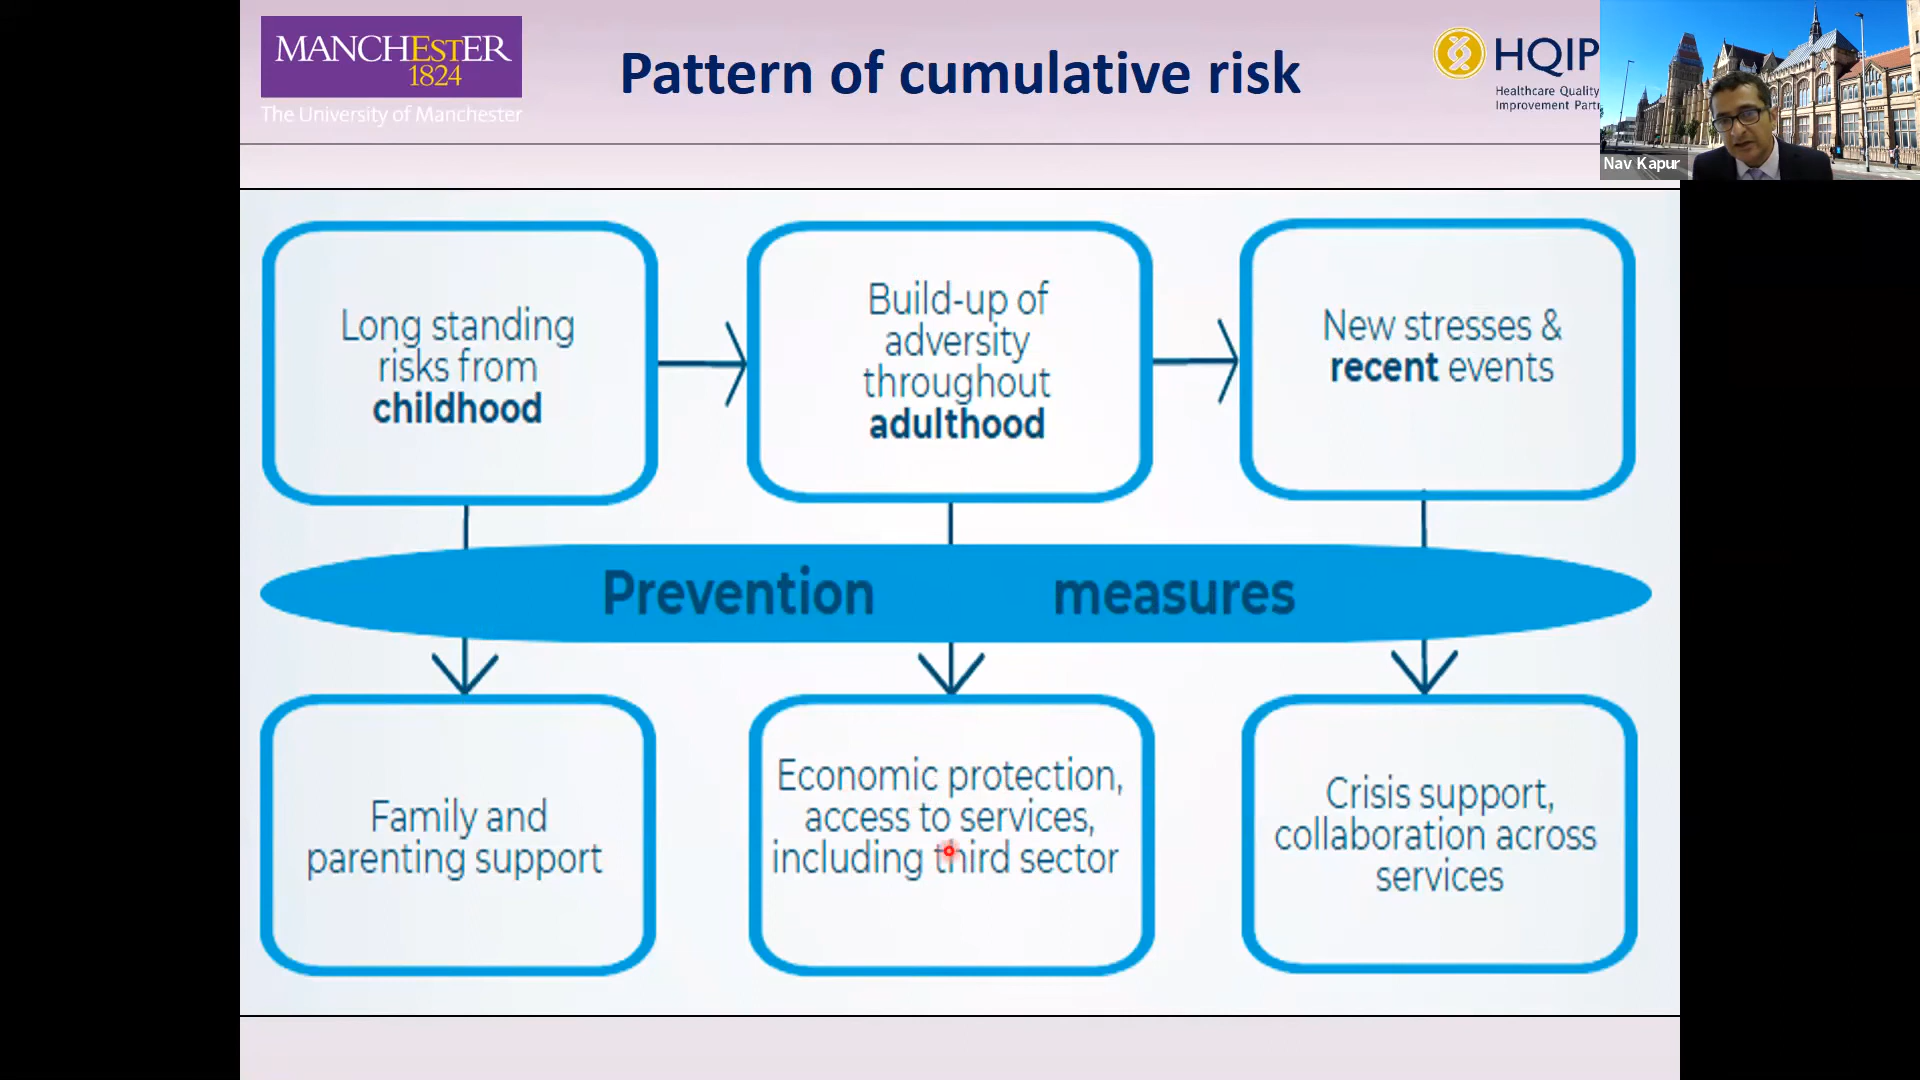 MANCHESTER
1824
The University of Manchester
Pattern of cumulative risk
HQIP
Healthcare Quality
Improvement
Nav Kapur
Long standing
risks from
childhood
Build-up of
adversity
throughout
adulthood
New stresses &
recent events
Prevention measures
Family and
parenting support
Economic protection,
access to services,
including third sector
Crisis support,
collaboration across
services